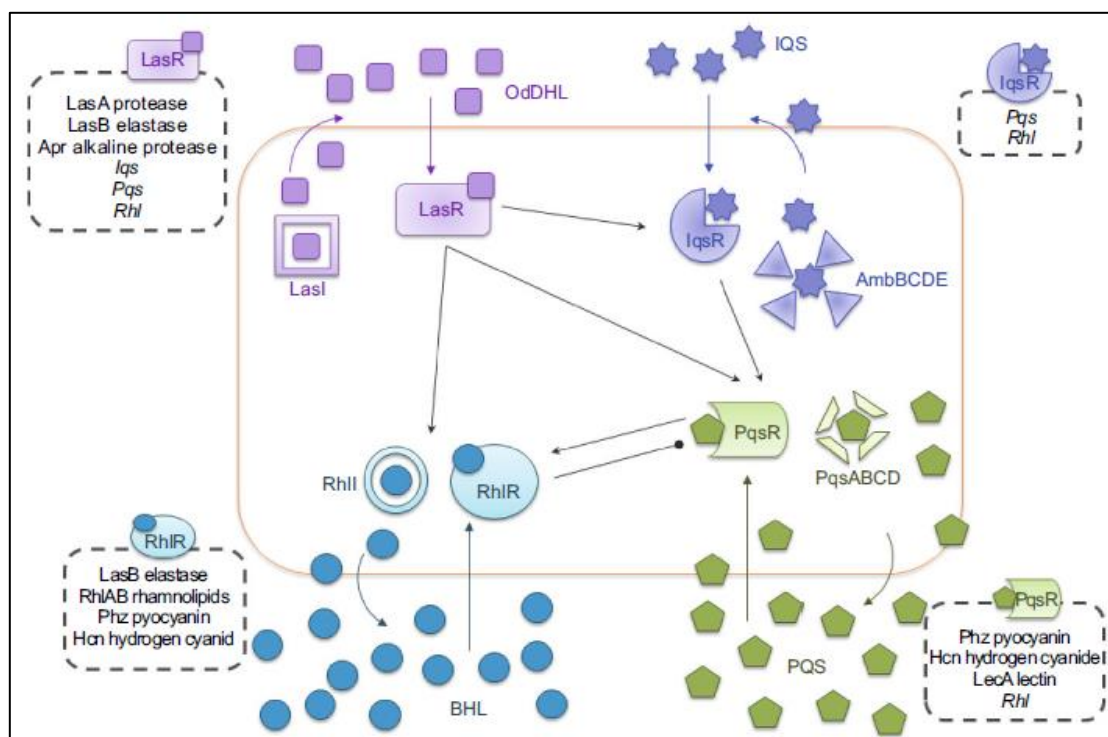 LasR
LasA protease
LasB elastase
Apr alkaline protease
Iqs
Pqs
Rhl
OdDHL
IQS
IqsR
Pqs
Rhl
LasR
LasI
IqsR
AmbBCDE
RhlI
RhlR
PqsR
PqsABCD
RhlR
LasB elastase
RhlAB rhamnolipids
Phz pyocyanin
Hcn hydrogen cyanid
BHL
PQS
PqsR
Phz pyocyanin
Hcn hydrogen cyanide
LecA lectin
Rhl